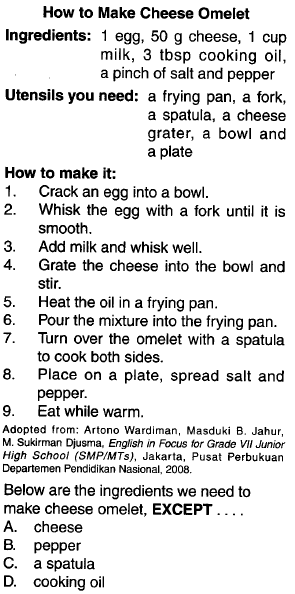 How to Make Cheese Omelet
Ingredients: 1 egg, 50 g cheese, 1 cup
milk, 3 tbsp cooking oil,
a pinch of salt and pepper
Utensils you need: a frying pan, a fork,
a spatula, a cheese
grater, a bowl and
a plate
How to make it:
1. Crack an egg into a bowl.
2. Whisk the egg with a fork until it is
smooth.
3. Add milk and whisk well.
4. Grate the cheese into the bowl and
stir.
5. Heat the oil in a frying pan.
6. Pour the mixture into the frying pan.
7. Turn over the omelet with a spatula
to cook both sides.
8. Place on a plate, spread salt and
pepper.
9. Eat while warm.
Adopted from: Artono Wardiman, Masduki B. Jahur,
M. Sukirman Djusma, English in Focus for Grade VII Junior
High School (SMP/MTs), Jakarta, Pusat Perbukuan
Departemen Pendidikan Nasional, 2008.
Below are the ingredients we need to
make cheese omelet, EXCEPT ....
A. cheese
B. pepper
C. a spatula
D. cooking oil